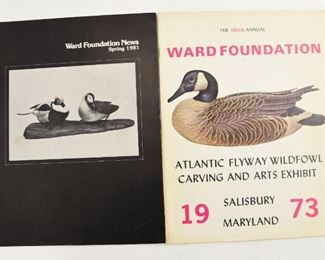 Ward Foundation News
Spring 1981
THE SIXTH ANNUAL
WARD FOUNDATION
ATLANTIC FLYWAY WILDFOWL
CARVING AND ARTS EXHIBIT
19 SALISBURY 73
MARYLAND